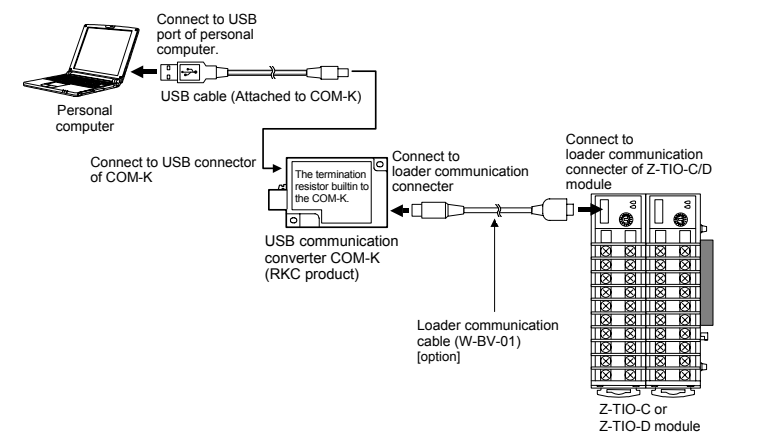 Connect to USB
port of personal
computer.
USB cable (Attached to COM-K)
Personal
computer
Connect to USB connector
of COM-K
The termination
resistor builtin to
the COM-K.
Connect to
loader communication
connecter
USB communication
converter COM-K
(RKC product)
Loader communication
cable (W-BV-01)
[option]
Connect to
loader communication
connecter of Z-TIO-C/D
module
Z-TIO-C or
Z-TIO-D module